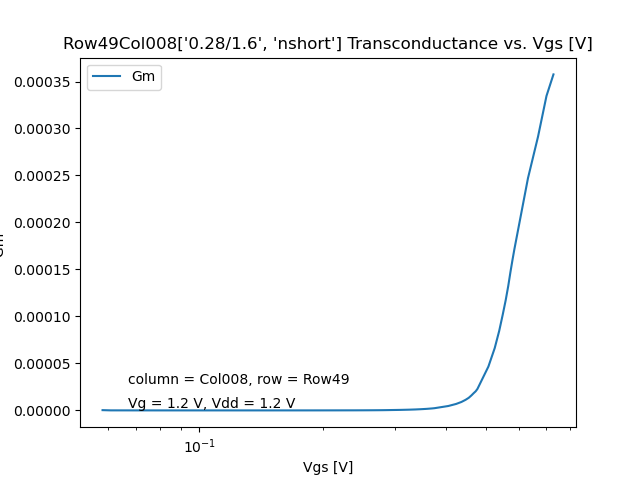 Row49Col008['0.28/1.6', 'nshort'] Transconductance vs. Vgs [V]
Gm
0.00035
0.00030
0.00025
0.00020
0.00015
0.00010
0.00005
0.00000
column = Col008, row = Row49
Vg = 1.2 V, Vdd = 1.2 V
10⁻¹
Vgs [V]